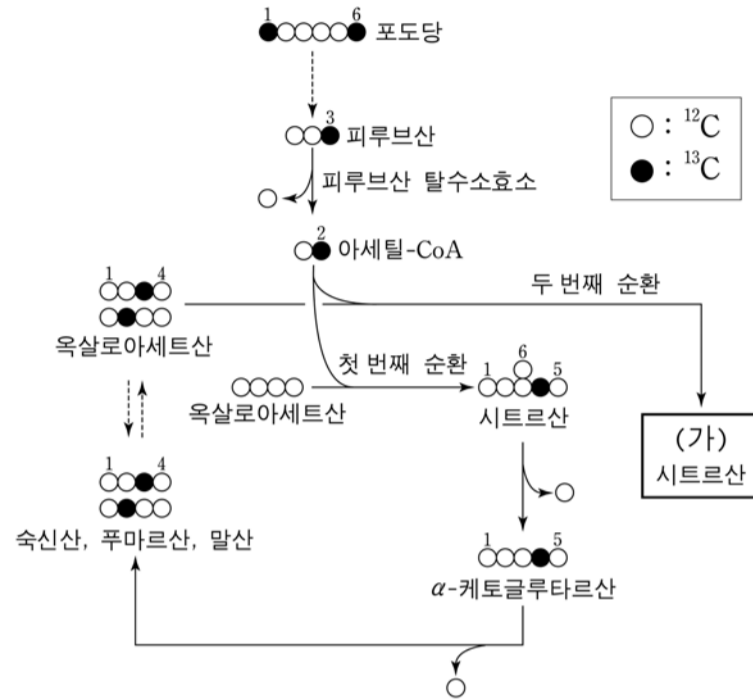 1 6
포도당
3
피루브산
○ : ¹²C
● : ¹³C
피루브산 탈수소효소
2
아세틸-CoA
1 4
옥살로아세트산
두 번째 순환
첫 번째 순환
옥살로아세트산
6
1 5
시트르산
(가)
시트르산
1 4
숙신산, 푸마르산, 말산
1 5
α-케토글루타르산